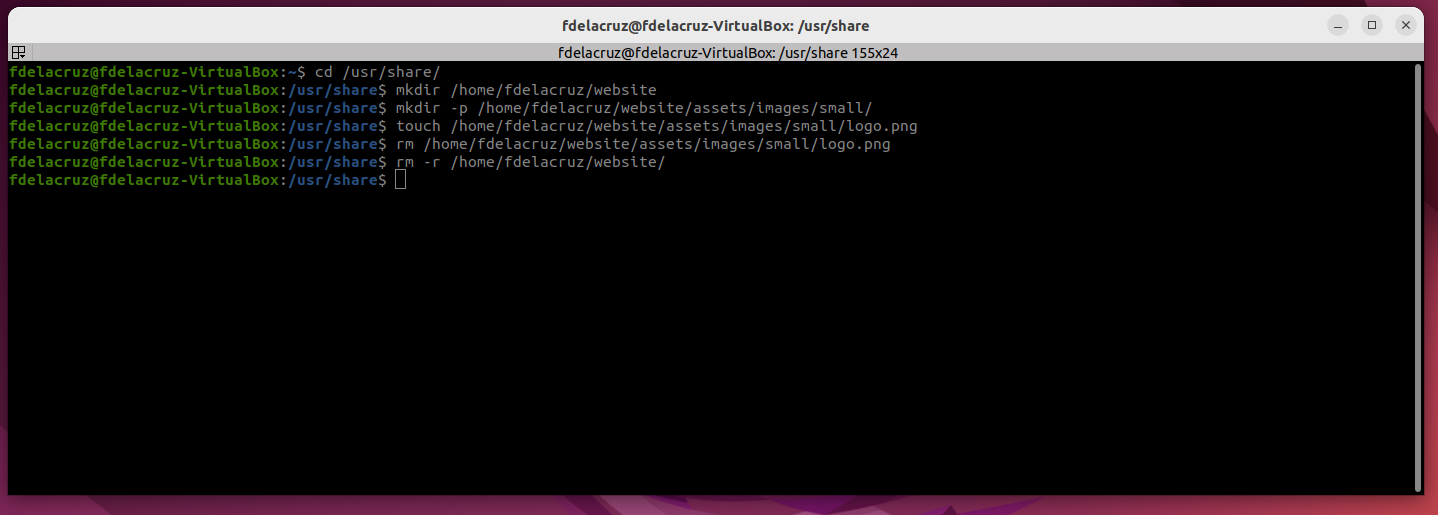 fdelacruz@fdelacruz-VirtualBox: /usr/share
fdelacruz@fdelacruz-VirtualBox: /usr/share 155x24
fdelacruz@fdelacruz-VirtualBox:~$ cd /usr/share/
fdelacruz@fdelacruz-VirtualBox:/usr/share$ mkdir /home/fdelacruz/website
fdelacruz@fdelacruz-VirtualBox:/usr/share$ mkdir -p /home/fdelacruz/website/assets/images/small/
fdelacruz@fdelacruz-VirtualBox:/usr/share$ touch /home/fdelacruz/website/assets/images/small/logo.png
fdelacruz@fdelacruz-VirtualBox:/usr/share$ rm /home/fdelacruz/website/assets/images/small/logo.png
fdelacruz@fdelacruz-VirtualBox:/usr/share$ rm -r /home/fdelacruz/website/
fdelacruz@fdelacruz-VirtualBox:/usr/share$